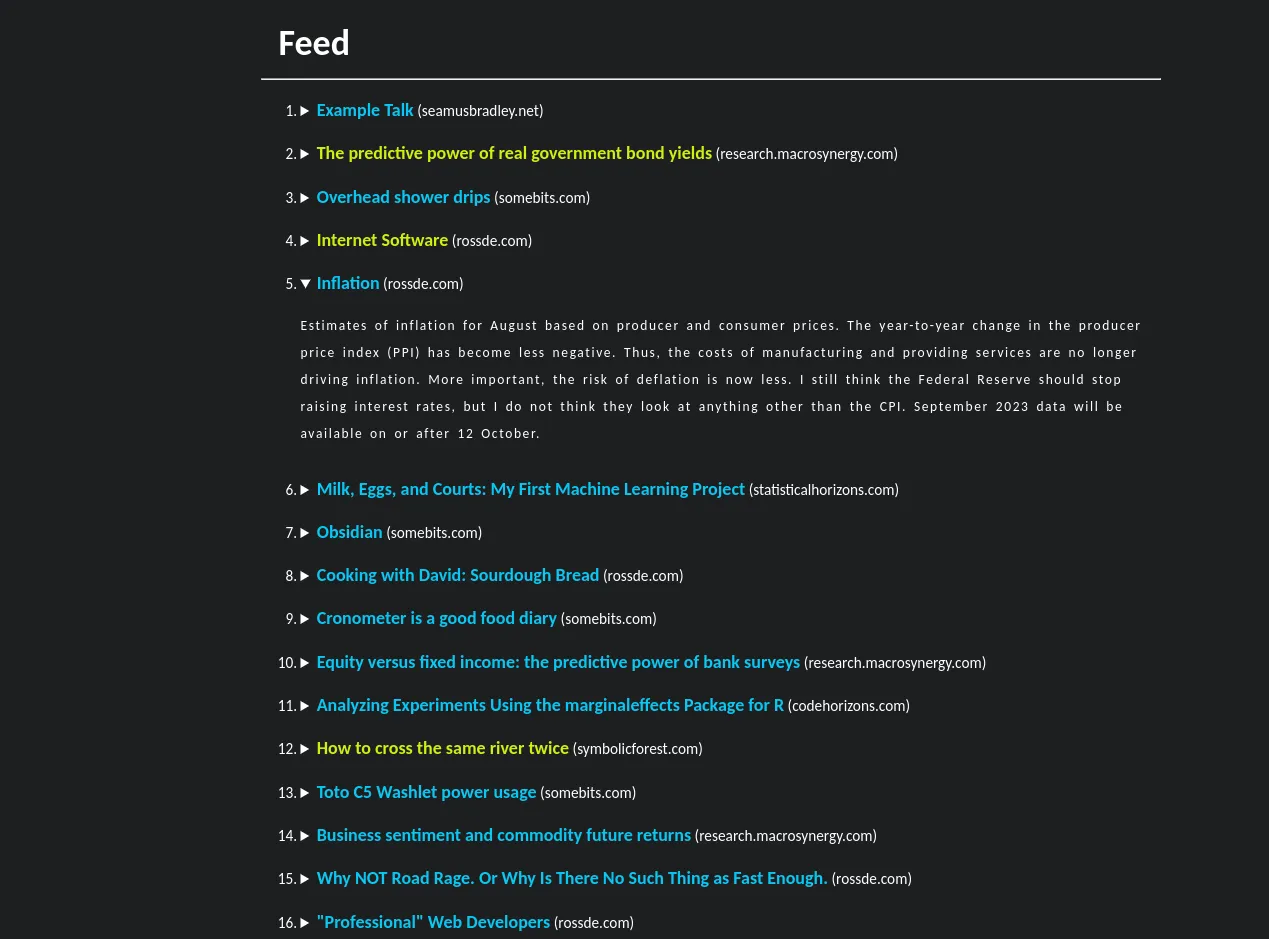 Feed
1. ▶ Example Talk (seamusbradley.net)
2. ▶ The predictive power of real government bond yields (research.macrosynergy.com)
3. ▶ Overhead shower drips (somebits.com)
4. ▶ Internet Software (rossde.com)
5. ▼ Inflation (rossde.com)
Estimates of inflation for August based on producer and consumer prices. The year-to-year change in the producer
price index (PPI) has become less negative. Thus, the costs of manufacturing and providing services are no longer
driving inflation. More important, the risk of deflation is now less. I still think the Federal Reserve should stop
raising interest rates, but I do not think they look at anything other than the CPI. September 2023 data will be
available on or after 12 October.
6. ▶ Milk, Eggs, and Courts: My First Machine Learning Project (statisticalhorizons.com)
7. ▶ Obsidian (somebits.com)
8. ▶ Cooking with David: Sourdough Bread (rossde.com)
9. ▶ Cronometer is a good food diary (somebits.com)
10. ▶ Equity versus fixed income: the predictive power of bank surveys (research.macrosynergy.com)
11. ▶ Analyzing Experiments Using the marginaleffects Package for R (codehorizons.com)
12. ▶ How to cross the same river twice (symbolicforest.com)
13. ▶ Toto C5 Washlet power usage (somebits.com)
14. ▶ Business sentiment and commodity future returns (research.macrosynergy.com)
15. ▶ Why NOT Road Rage. Or Why Is There No Such Thing as Fast Enough. (rossde.com)
16. ▶ "Professional" Web Developers (rossde.com)